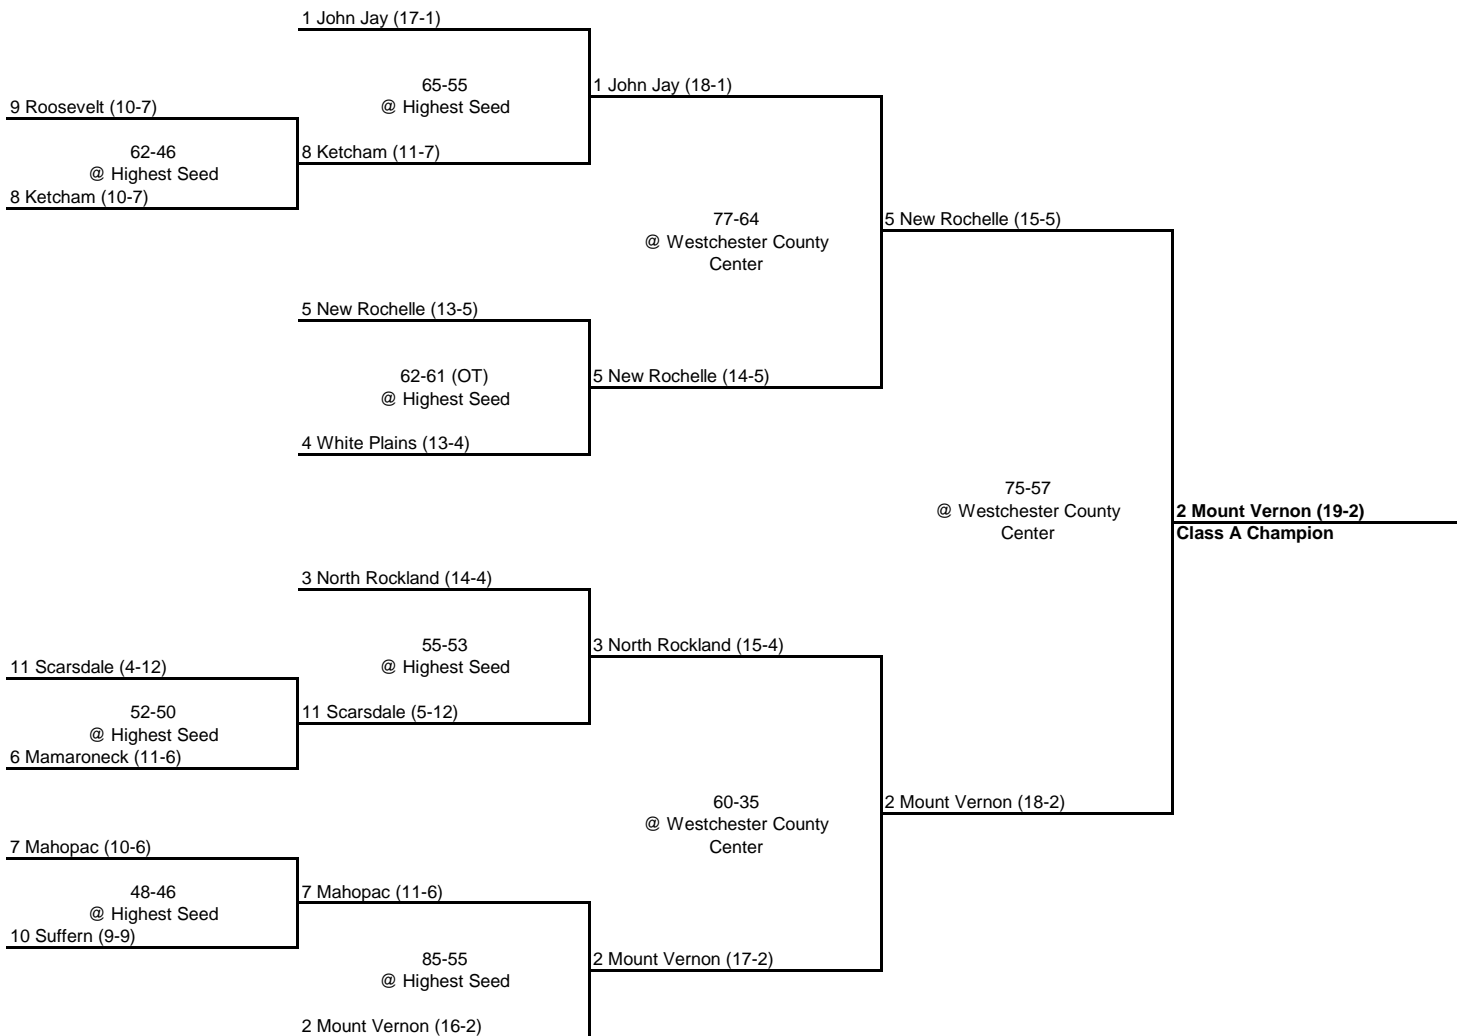 1 John Jay (17-1)
65-55
@ Highest Seed
1 John Jay (18-1)
9 Roosevelt (10-7)
62-46
@ Highest Seed
8 Ketcham (11-7)
8 Ketcham (10-7)
77-64
@ Westchester County
Center
5 New Rochelle (15-5)
5 New Rochelle (13-5)
62-61 (OT)
@ Highest Seed
5 New Rochelle (14-5)
4 White Plains (13-4)
75-57
@ Westchester County
Center
2 Mount Vernon (19-2)
Class A Champion
3 North Rockland (14-4)
55-53
@ Highest Seed
3 North Rockland (15-4)
11 Scarsdale (4-12)
52-50
@ Highest Seed
11 Scarsdale (5-12)
6 Mamaroneck (11-6)
60-35
@ Westchester County
Center
2 Mount Vernon (18-2)
7 Mahopac (10-6)
48-46
@ Highest Seed
7 Mahopac (11-6)
10 Suffern (9-9)
85-55
@ Highest Seed
2 Mount Vernon (17-2)
2 Mount Vernon (16-2)